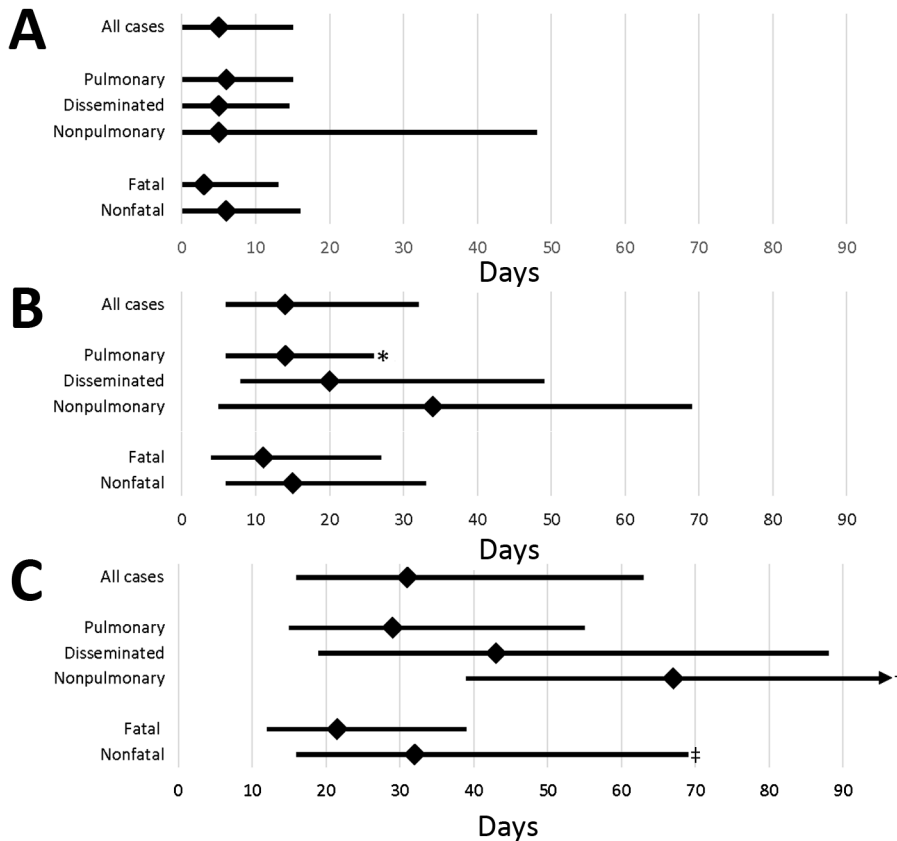 A
All cases
Pulmonary
Disseminated
Nonpulmonary
Fatal
Nonfatal
0 10 20 30 40 50 60 70 80 90
Days
B
All cases
Pulmonary *
Disseminated
Nonpulmonary
Fatal
Nonfatal
0 10 20 30 40 50 60 70 80 90
Days
C
All cases
Pulmonary
Disseminated
Nonpulmonary
Fatal
Nonfatal ‡
0 10 20 30 40 50 60 70 80 90
Days